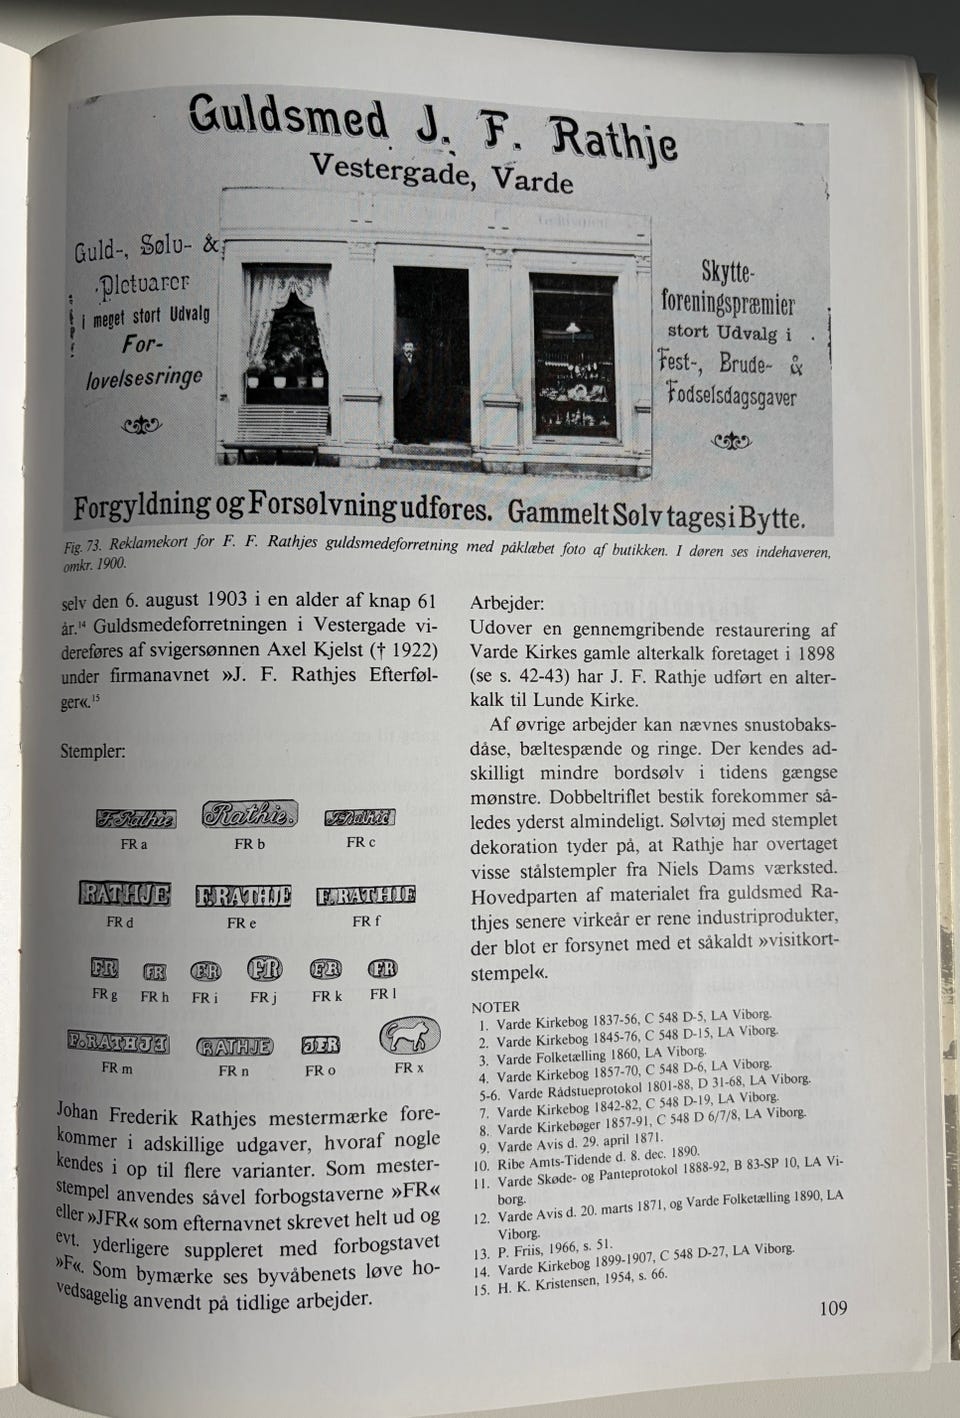 Guldsmed J. F. Rathje
Vestergade, Varde
Guld-, Sølv- &
Pletvarer
i meget stort Udvalg
For-
lovelsesringe
Skytte-
foreningspræmier
stort Udvalg i
Fest-, Brude- &
Fodselsdagsgaver
Forgyldning og Forsølvning udføres. Gammelt Solv tages i Bytte.
Fig. 73. Reklamekort for F. F. Rathjes guldsmedeforretning med påklæbet foto af butikken. I døren ses indehaveren,
omkr. 1900.
selv den 6. august 1903 i en alder af knap 61
år.¹⁴ Guldsmedeforretningen i Vestergade vi-
dereføres af svigersønnen Axel Kjelst († 1922)
under firmanavnet »J. F. Rathjes Efterføl-
ger«.¹⁵
Stempler:
F. Rathje Rathje. F Rathje
FR a FR b FR c
RATHJE F.RATHJE F.RATHJE
FR d FR e FR f
FR FR FR FR FR FR
FR g FR h FR i FR j FR k FR l
F.RATHJE RATHJE JFR
FR m FR n FR o FR x
Johan Frederik Rathjes mestermærke fore-
kommer i adskillige udgaver, hvoraf nogle
kendes i op til flere varianter. Som mester-
stempel anvendes såvel forbogstaverne »FR«
eller »JFR« som efternavnet skrevet helt ud og
evt. yderligere suppleret med forbogstavet
»F«. Som bymærke ses byvåbenets løve ho-
vedsagelig anvendt på tidlige arbejder.
Arbejder:
Udover en gennemgribende restaurering af
Varde Kirkes gamle alterkalk foretaget i 1898
(se s. 42-43) har J. F. Rathje udført en alter-
kalk til Lunde Kirke.
Af øvrige arbejder kan nævnes snustobaks-
dåse, bæltespænde og ringe. Der kendes ad-
skilligt mindre bordsølv i tidens gængse
mønstre. Dobbeltriflet bestik forekommer så-
ledes yderst almindeligt. Sølvtøj med stemplet
dekoration tyder på, at Rathje har overtaget
visse stålstempler fra Niels Dams værksted.
Hovedparten af materialet fra guldsmed Ra-
thjes senere virkeår er rene industriprodukter,
der blot er forsynet med et såkaldt »visitkort-
stempel«.
NOTER
1. Varde Kirkebog 1837-56, C 548 D-5, LA Viborg.
2. Varde Kirkebog 1845-76, C 548 D-15, LA Viborg.
3. Varde Folketælling 1860, LA Viborg.
4. Varde Kirkebog 1857-70, C 548 D-6, LA Viborg.
5-6. Varde Rådstueprotokol 1801-88, D 31-68, LA Viborg.
7. Varde Kirkebog 1842-82, C 548 D-19, LA Viborg.
8. Varde Kirkebøger 1857-91, C 548 D 6/7/8, LA Viborg.
9. Varde Avis d. 29. april 1871.
10. Ribe Amts-Tidende d. 8. dec. 1890.
11. Varde Skøde- og Panteprotokol 1888-92, B 83-SP 10, LA Vi-
borg.
12. Varde Avis d. 20. marts 1871, og Varde Folketælling 1890, LA
Viborg.
13. P. Friis, 1966, s. 51.
14. Varde Kirkebog 1899-1907, C 548 D-27, LA Viborg.
15. H. K. Kristensen, 1954, s. 66.
109